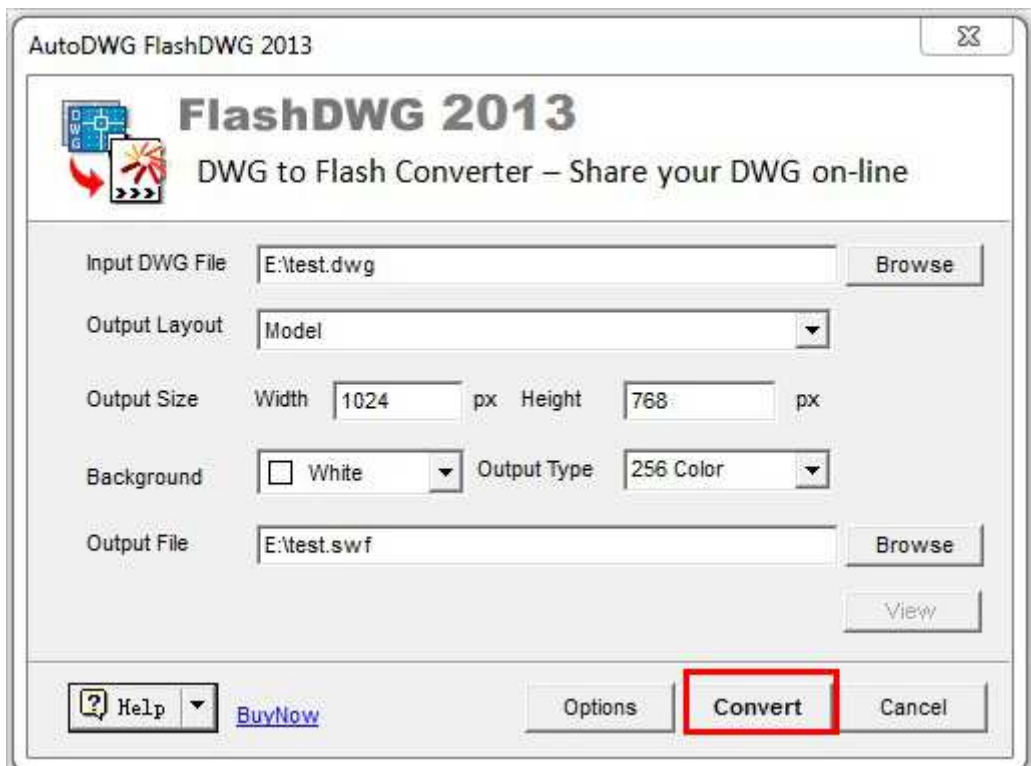 AutoDWG FlashDWG 2013
DWG
FlashDWG 2013
DWG to Flash Converter – Share your DWG on-line
Input DWG File E:\test.dwg Browse
Output Layout Model
Output Size Width 1024 px Height 768 px
Background White Output Type 256 Color
Output File E:\test.swf Browse
View
Help BuyNow Options Convert Cancel